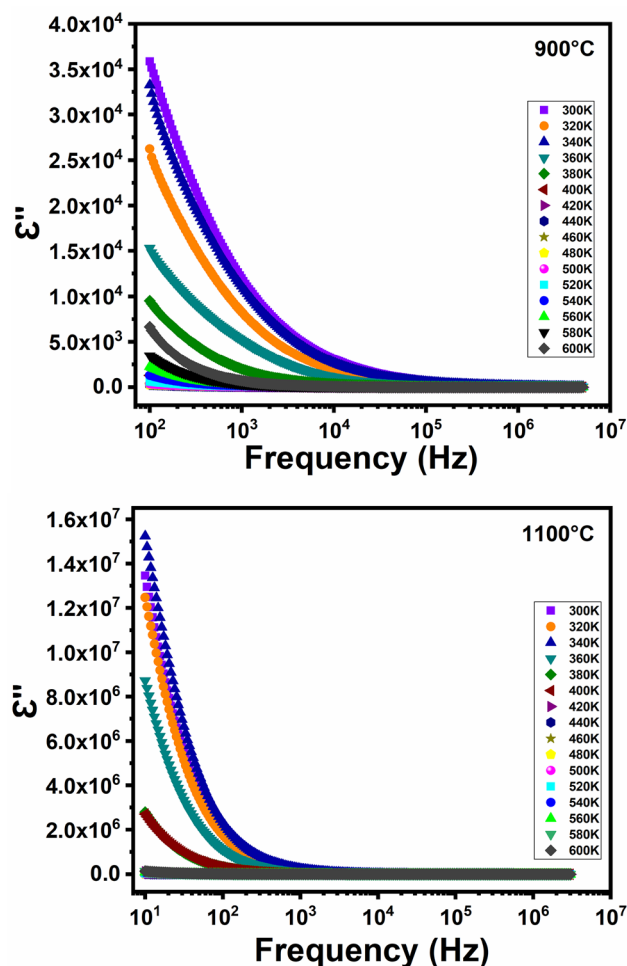 4.0x10⁴
900°C
3.5x10⁴
3.0x10⁴
2.5x10⁴
2.0x10⁴
1.5x10⁴
1.0x10⁴
5.0x10³
0.0
ε"
300K
320K
340K
360K
380K
400K
420K
440K
460K
480K
500K
520K
540K
560K
580K
600K
10² 10³ 10⁴ 10⁵ 10⁶ 10⁷
Frequency (Hz)
1.6x10⁷
1100°C
1.4x10⁷
1.2x10⁷
1.0x10⁷
8.0x10⁶
6.0x10⁶
4.0x10⁶
2.0x10⁶
0.0
ε"
300K
320K
340K
360K
380K
400K
420K
440K
460K
480K
500K
520K
540K
560K
580K
600K
10¹ 10² 10³ 10⁴ 10⁵ 10⁶ 10⁷
Frequency (Hz)